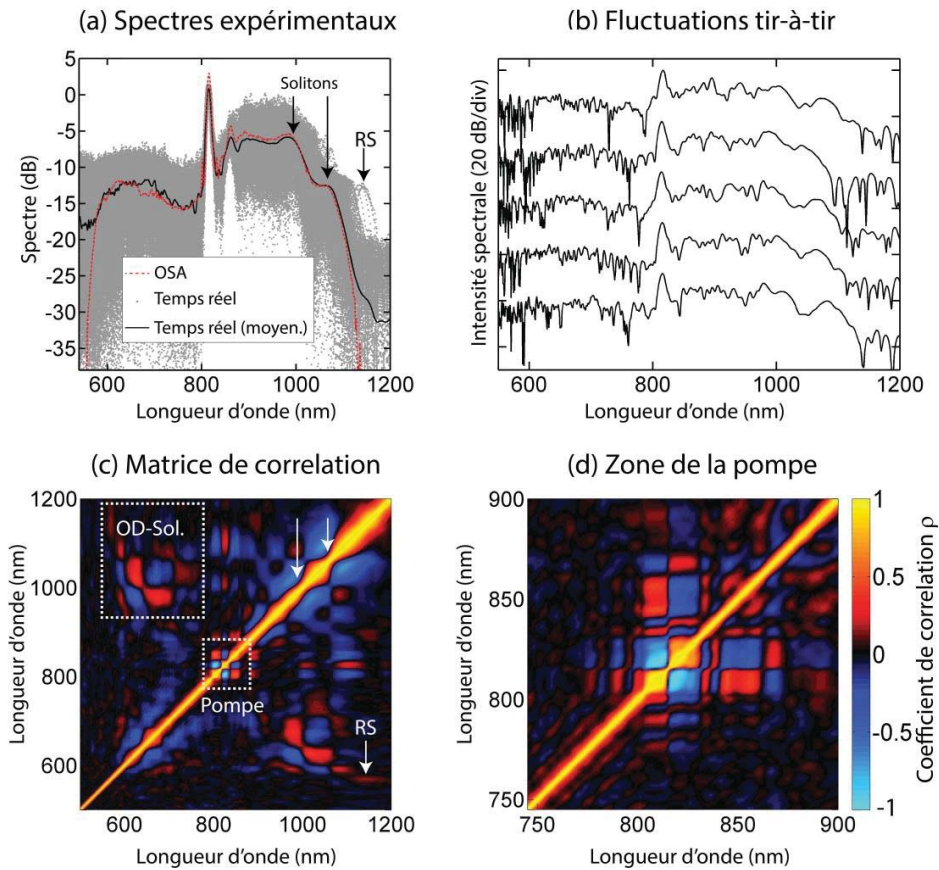 (a) Spectres expérimentaux
5
0
-5
-10
-15
-20
-25
-30
-35
Spectre (dB)
Solitons
RS
OSA
Temps réel
Temps réel (moyen.)
600
800
1000
1200
Longueur d'onde (nm)
(b) Fluctuations tir-à-tir
Intensité spectrale (20 dB/div)
600
800
1000
1200
Longueur d'onde (nm)
(c) Matrice de correlation
1200
1000
800
600
Longueur d'onde (nm)
OD-Sol.
Pompe
RS
600
800
1000
1200
Longueur d'onde (nm)
(d) Zone de la pompe
900
850
800
750
Longueur d'onde (nm)
750
800
850
900
Longueur d'onde (nm)
1
0.5
0
-0.5
-1
Coefficient de correlation ρ